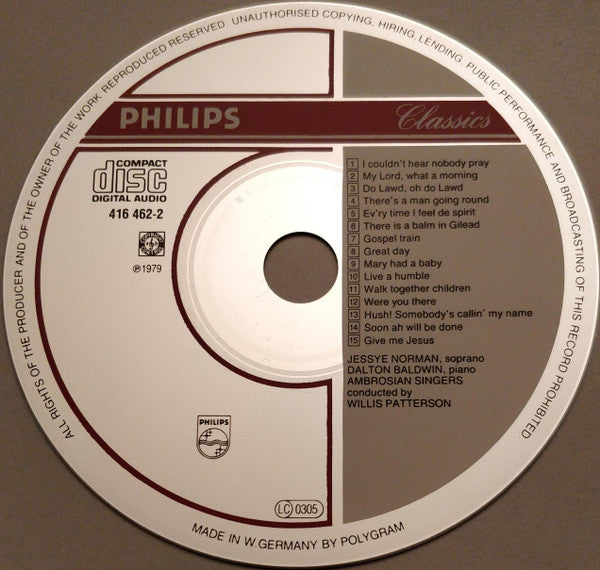 ALL RIGHTS OF THE PRODUCER AND OF THE OWNER OF THE WORK REPRODUCED RESERVED. UNAUTHORISED COPYING, HIRING, LENDING, PUBLIC PERFORMANCE AND BROADCASTING OF THIS RECORD PROHIBITED.
PHILIPS
Classics
COMPACT
disc
DIGITAL AUDIO
416 462-2
℗1979
1 I couldn't hear nobody pray
2 My Lord, what a morning
3 Do Lawd, oh do Lawd
4 There's a man going round
5 Ev'ry time I feel de spirit
6 There is a balm in Gilead
7 Gospel train
8 Great day
9 Mary had a baby
10 Live a humble
11 Walk together children
12 Were you there
13 Hush! Somebody's callin' my name
14 Soon ah will be done
15 Give me Jesus
JESSYE NORMAN, soprano
DALTON BALDWIN, piano
AMBROSIAN SINGERS
conducted by
WILLIS PATTERSON
PHILIPS
LC 0305
MADE IN W. GERMANY BY POLYGRAM